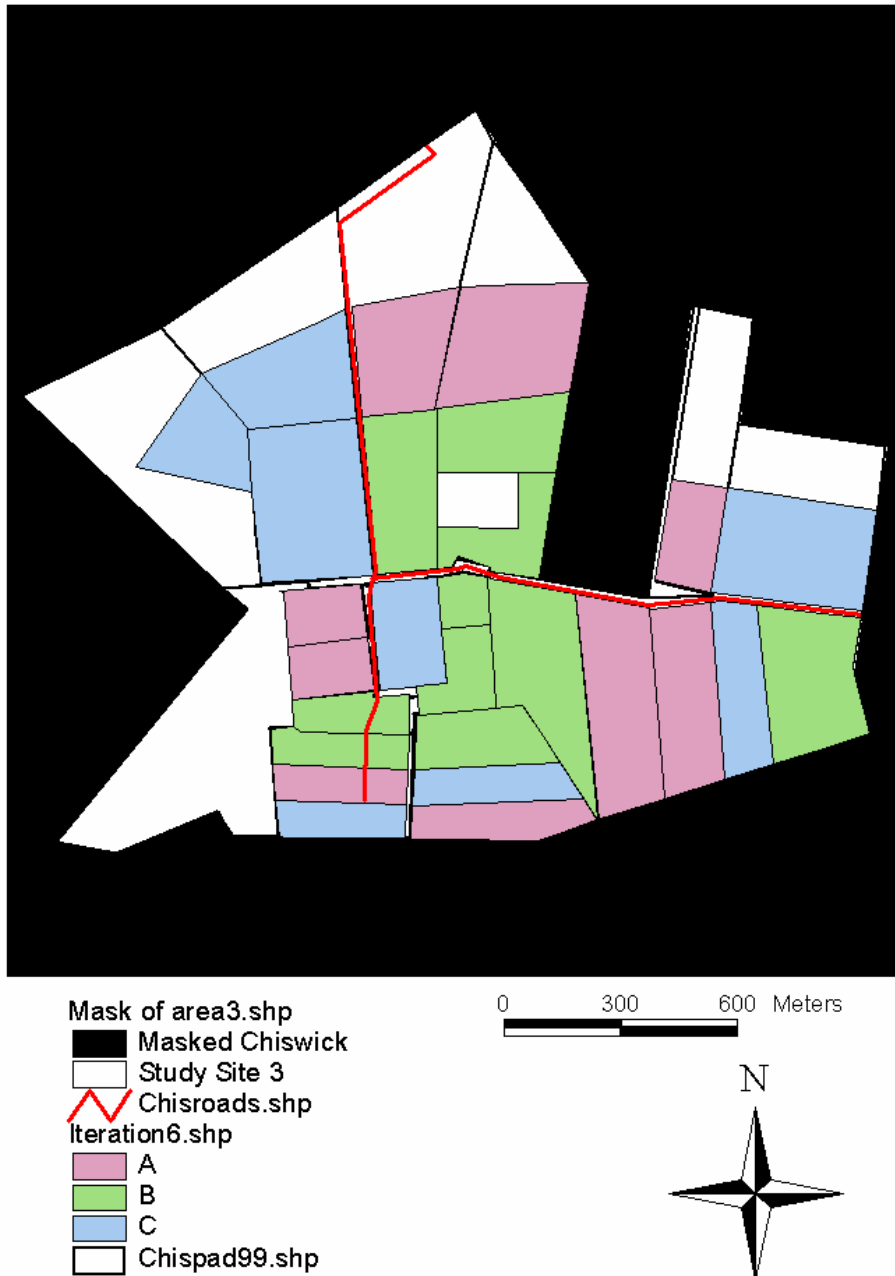 Mask of area3.shp
Masked Chiswick
Study Site 3
Chisroads.shp
Iteration6.shp
A
B
C
Chispad99.shp
0 300 600 Meters
N